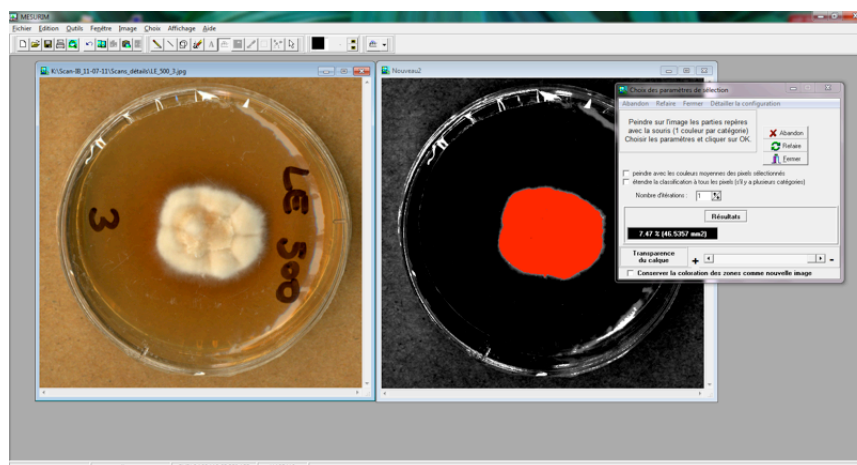 MESURIM
Fichier Edition Outils Fenêtre Image Choix Affichage Aide
K:\Scan-08_11-07-11\Scans_détails\LE_500_3.jpg
3
LE 500
Nouveau2
Choix des paramètres de sélection
Abandon Refaire Fermer Détailler la configuration
Peindre sur l'image les parties repères
avec la souris (1 couleur par catégorie)
Choisir les paramètres et cliquer sur OK.
Abandon
Refaire
Fermer
peindre avec les couleurs moyennes des pixels sélectionnés
étendre la classification à tous les pixels (s'il y a plusieurs catégories)
Nombre d'itérations : 1
Résultats
7.47 % (46.5357 mm2)
Transparence
du calque
+ -
Conserver la coloration des zones comme nouvelle image